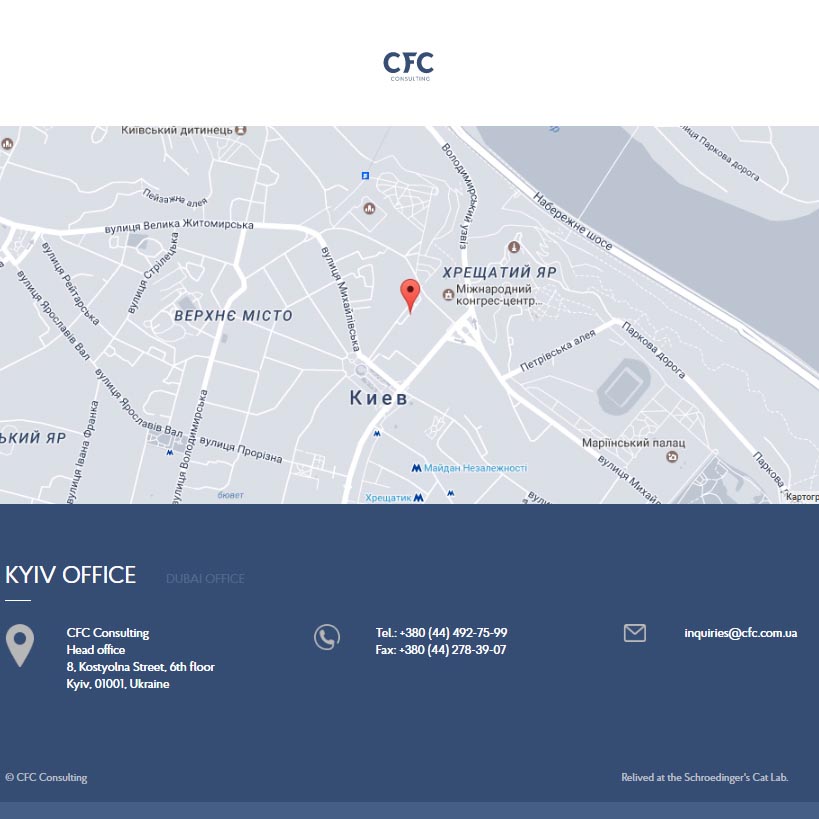 CFC
CONSULTING
Київський дитинець
Пейзажна алея
вулиця Велика Житомирська
вулиця Стрілецька
вулиця Рейтарська
вулиця Ярославів Вал
вулиця Михайлівська
Володимирський узвіз
Набережне шосе
Паркова дорога
ХРЕЩАТИЙ ЯР
Міжнародний
конгрес-центр...
ВЕРХНЄ МІСТО
Петрівська алея
Паркова дорога
Киев
вулиця Ярославів Вал
вулиця Івана Франка
вулиця Володимирська
вулиця Прорізна
ЬКИЙ ЯР
Маріїнський палац
Майдан Незалежності
Хрещатик
бювет
вулиця Михайл
Паркова
Картогр
KYIV OFFICE
DUBAI OFFICE
CFC Consulting
Head office
8, Kostyolna Street, 6th floor
Kyiv, 01001, Ukraine
Tel.: +380 (44) 492-75-99
Fax: +380 (44) 278-39-07
inquiries@cfc.com.ua
© CFC Consulting
Relived at the Schroedinger's Cat Lab.